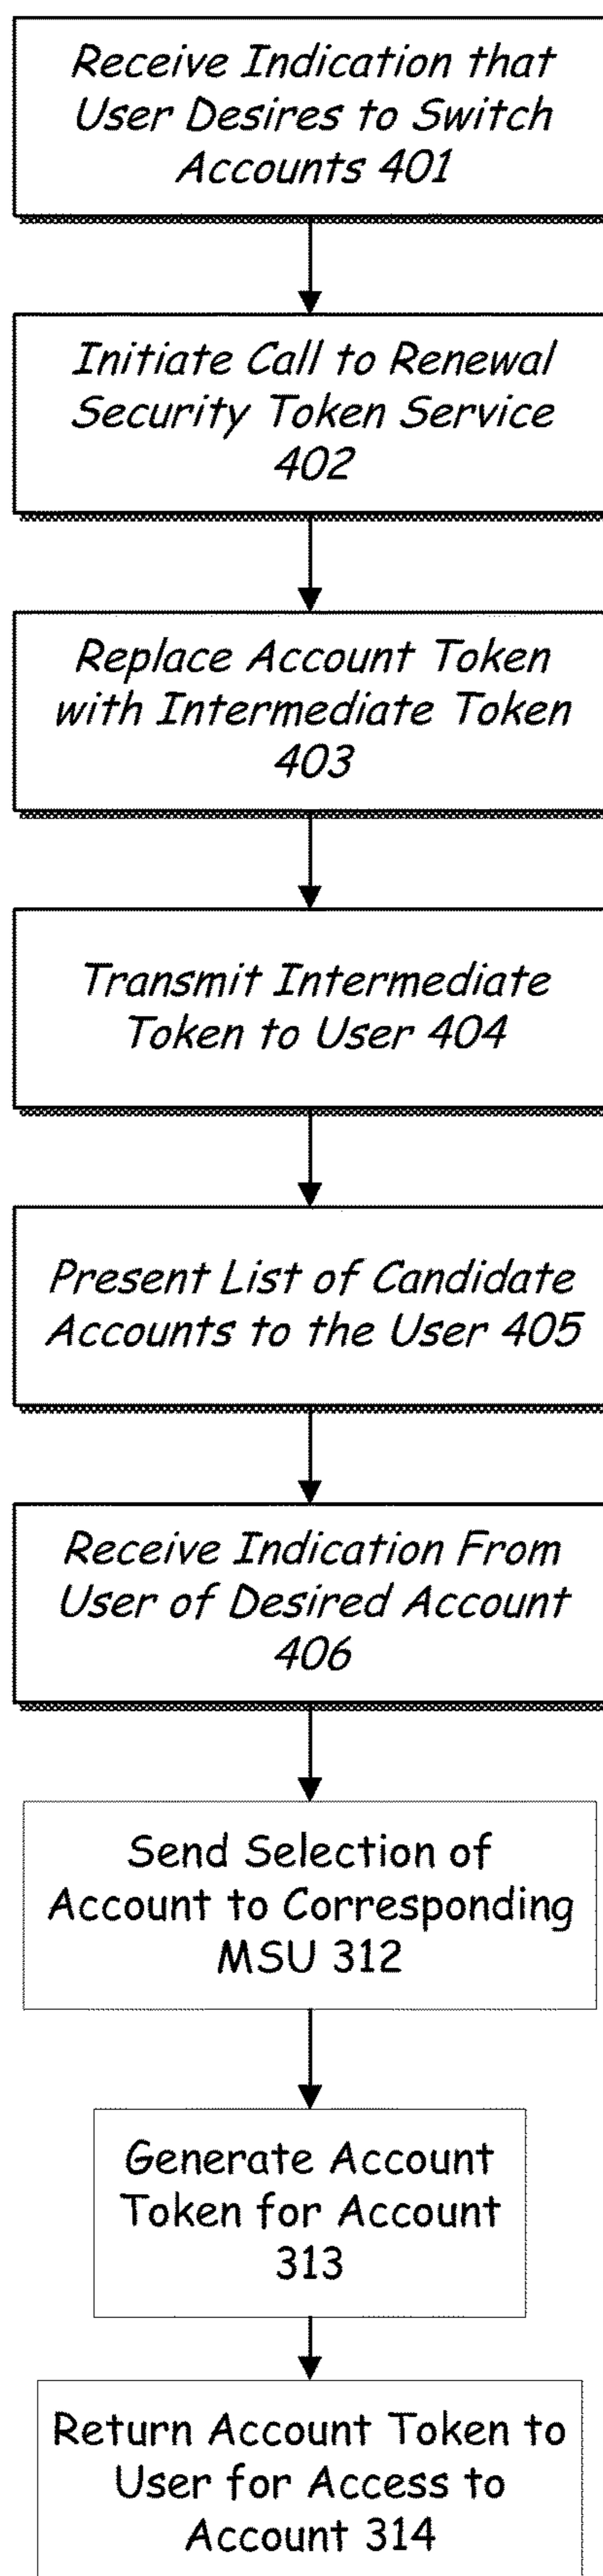 Receive Indication that
User Desires to Switch
Accounts 401
Initiate Call to Renewal
Security Token Service
402
Replace Account Token
with Intermediate Token
403
Transmit Intermediate
Token to User 404
Present List of Candidate
Accounts to the User 405
Receive Indication From
User of Desired Account
406
Send Selection of
Account to Corresponding
MSU 312
Generate Account
Token for Account
313
Return Account Token to
User for Access to
Account 314